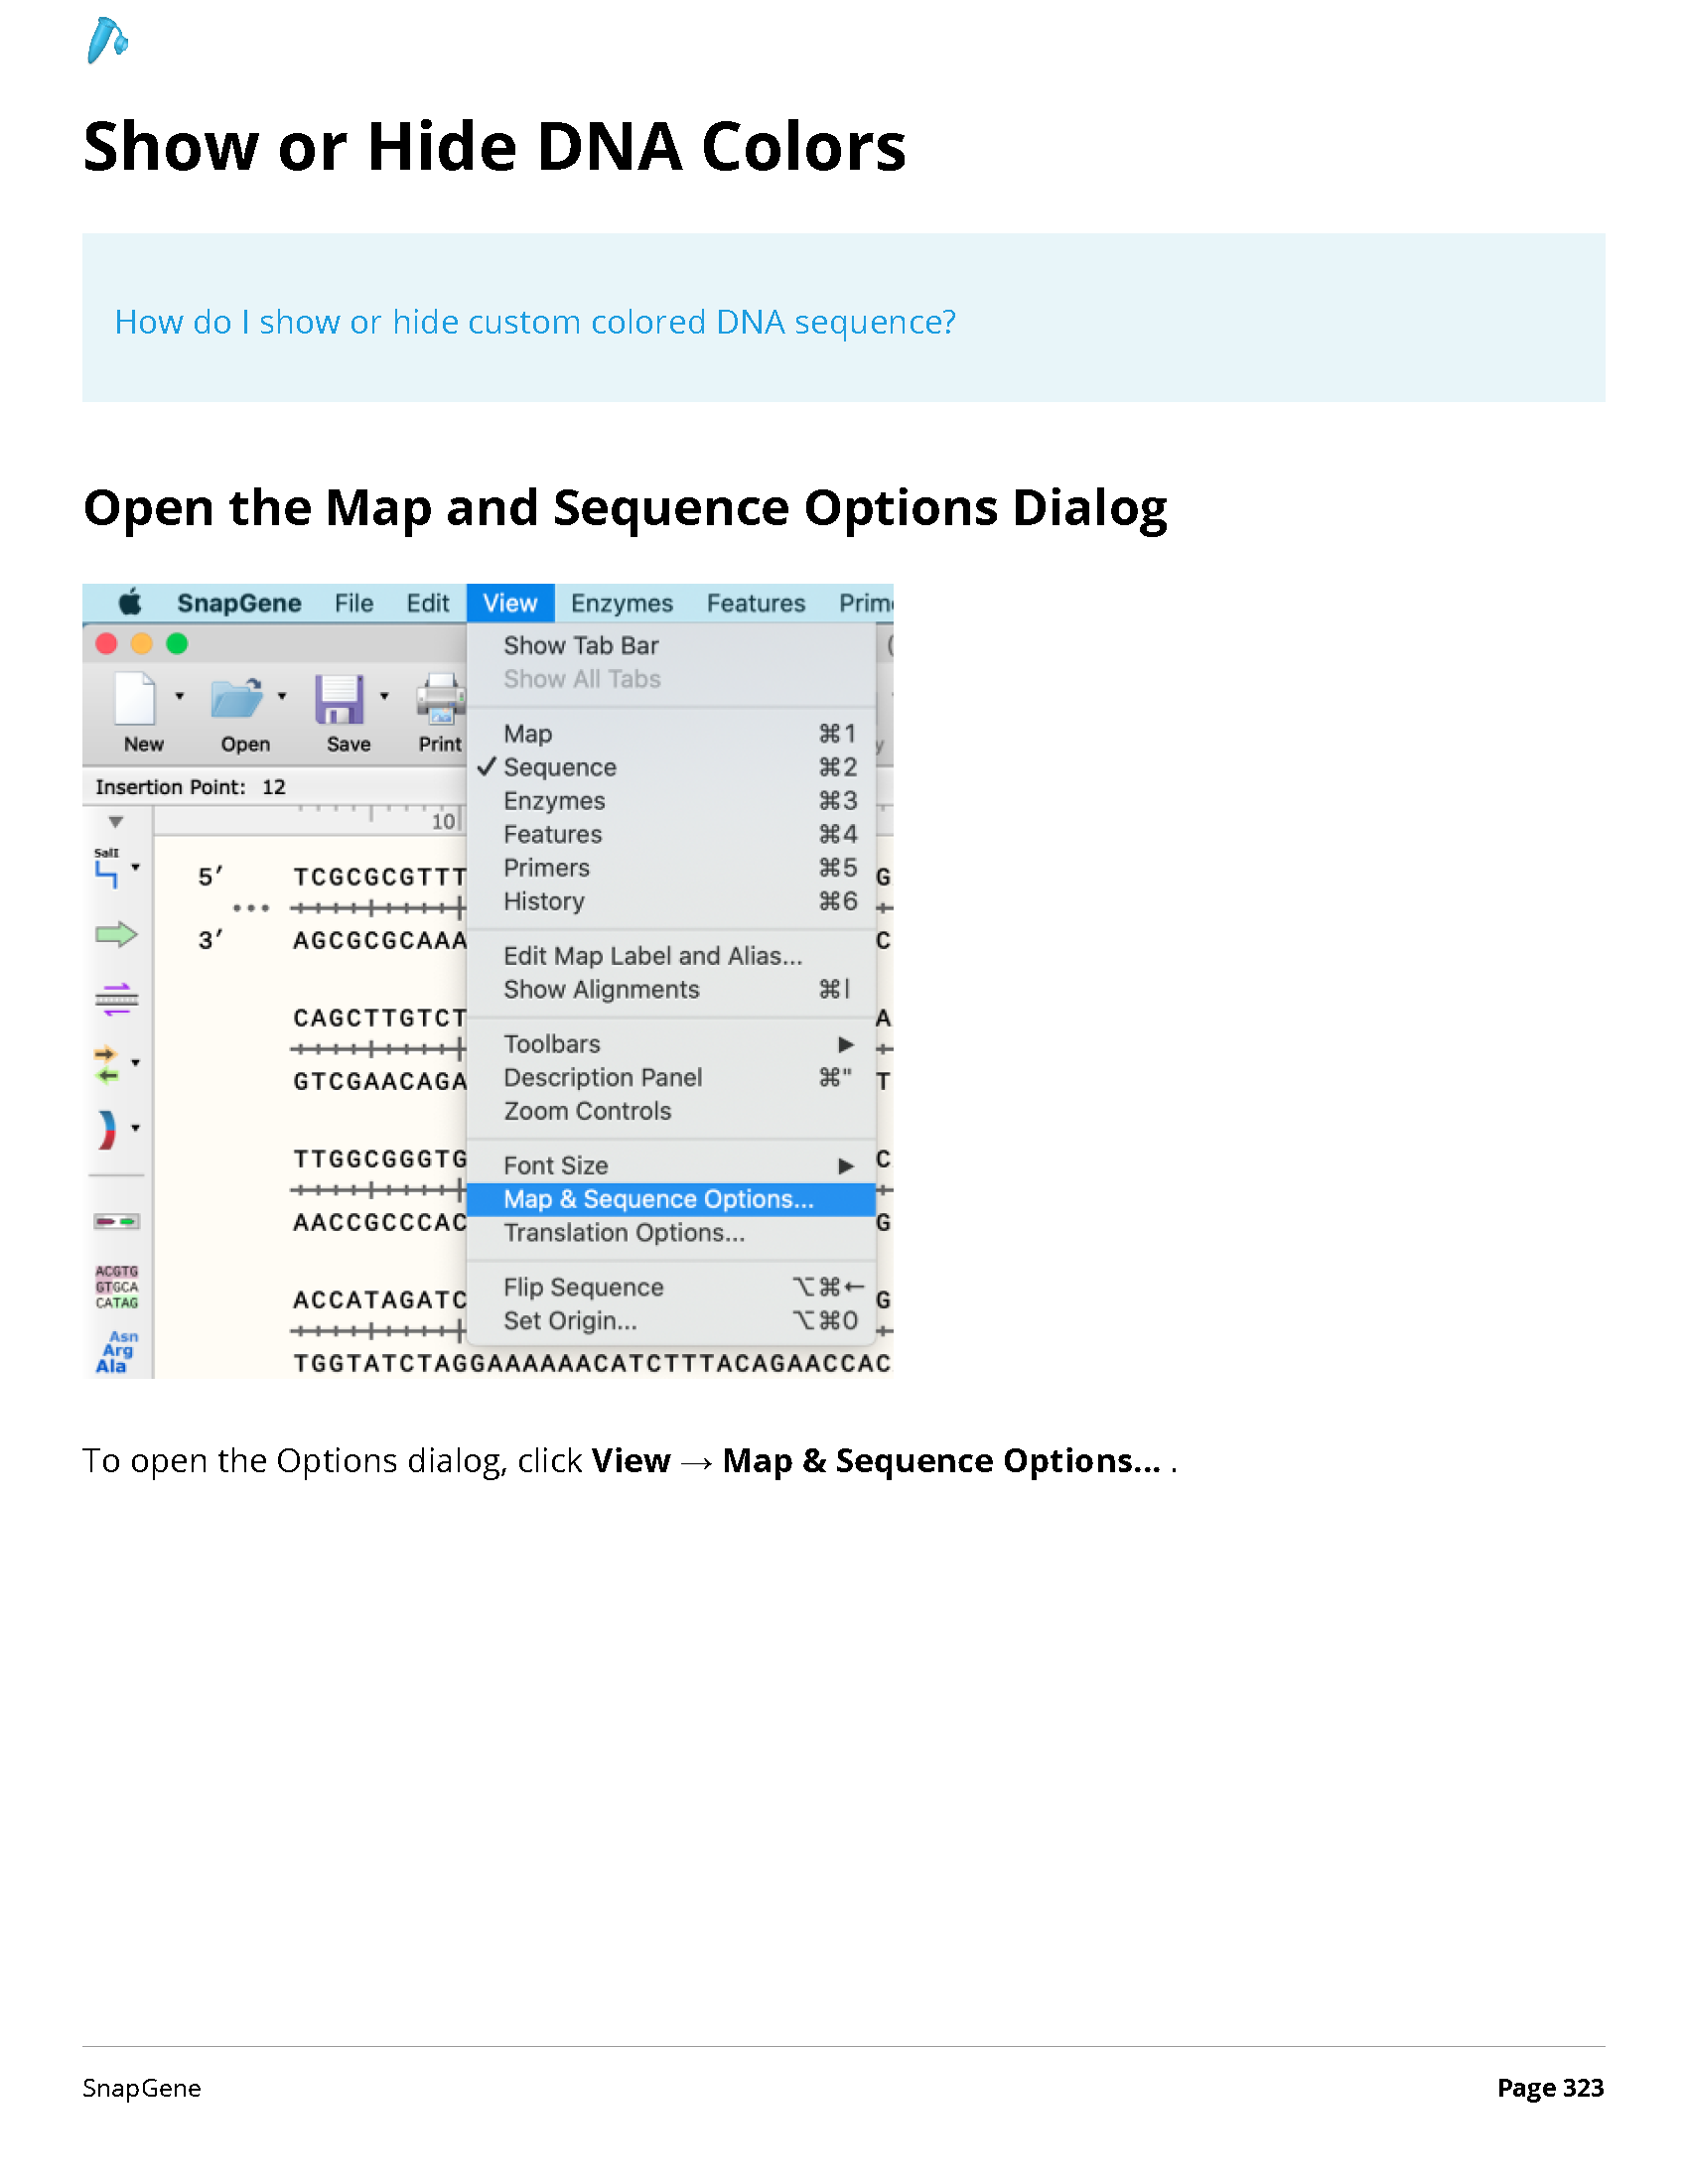 Show or Hide DNA Colors
How do I show or hide custom colored DNA sequence?
Open the Map and Sequence Options Dialog
SnapGene File Edit View Enzymes Features
Show Tab Bar
Show All Tabs
New Open Save Print
Map ⌘1
✓ Sequence ⌘2
Enzymes ⌘3
Features ⌘4
Primers ⌘5
History ⌘6
Edit Map Label and Alias...
Show Alignments ⌘I
Toolbars ▶
Description Panel ⌘"
Zoom Controls
Font Size ▶
Map & Sequence Options...
Translation Options...
Flip Sequence ⌥⌘←
Set Origin... ⌥⌘0
Insertion Point: 12
10
SalI
5′ TCGCGCGTTT G
3′ AGCGCGCAAA C
CAGCTTGTCT A
GTCGAACAGA T
TTGGCGGGTG C
AACCGCCCAC G
ACCATAGATC G
TGGTATCTAGGAAAAAACATCTTTACAGAACCAC
ACGTG
GTGCA
CATAG
Asn
Arg
Ala
To open the Options dialog, click View → Map & Sequence Options... .
SnapGene Page 323